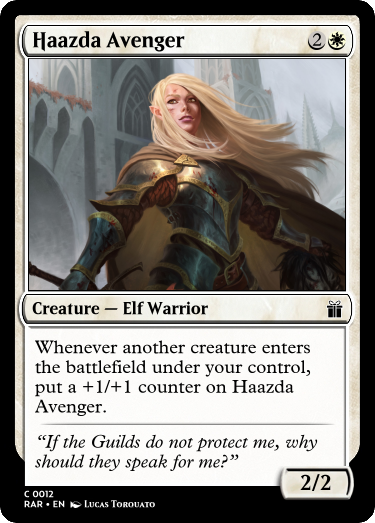 Haazda Avenger 2
Creature — Elf Warrior
Whenever another creature enters
the battlefield under your control,
put a +1/+1 counter on Haazda
Avenger.
“If the Guilds do not protect me, why
should they speak for me?”
2/2
C 0012
RAR • EN Lucas Torquato